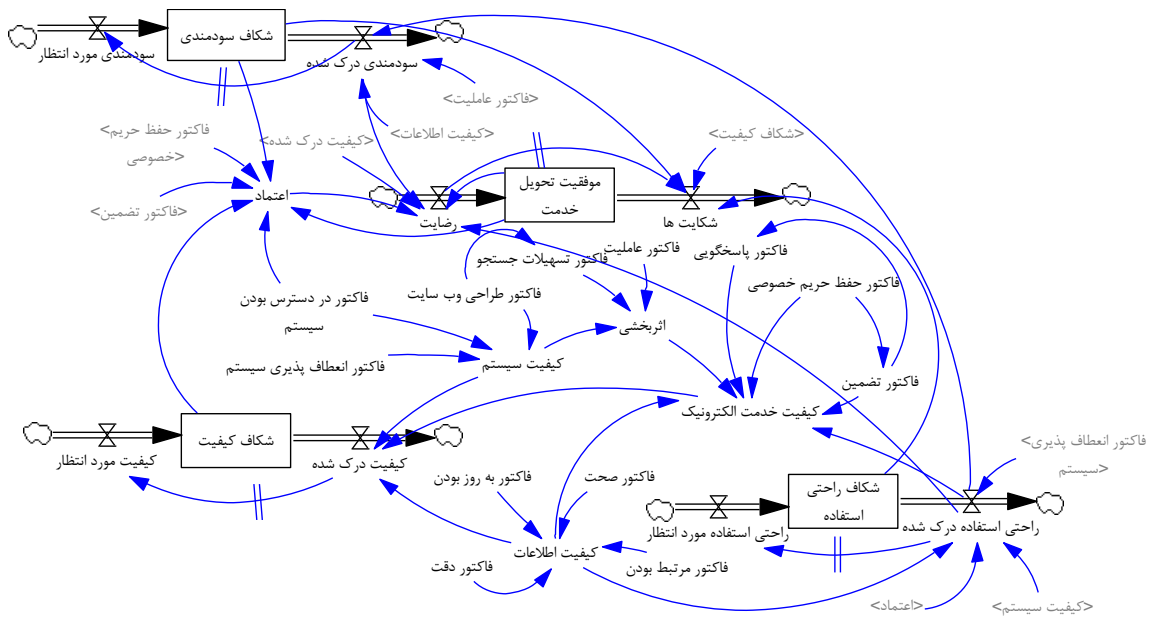 شکاف سودمندی
سودمندی مورد انتظار
سودمندی درک شده
<فاکتور عاملیت>
<فاکتور حفظ حریم
خصوصی>
<کیفیت درک شده>
<کیفیت اطلاعات>
<شکاف کیفیت>
موفقیت تحویل
خدمت
اعتماد
<فاکتور تضمین>
رضایت
شکایت ها
فاکتور عاملیت
فاکتور پاسخگویی
فاکتور تسهیلات جستجو
فاکتور حفظ حریم خصوصی
فاکتور طراحی وب سایت
فاکتور در دسترس بودن
سیستم
اثربخشی
کیفیت سیستم
فاکتور انعطاف پذیری سیستم
فاکتور تضمین
کیفیت خدمت الکترونیک
شکاف کیفیت
کیفیت مورد انتظار
کیفیت درک شده
<فاکتور انعطاف پذیری
سیستم>
فاکتور به روز بودن
فاکتور صحت
شکاف راحتی
استفاده
راحتی استفاده مورد انتظار
راحتی استفاده درک شده
کیفیت اطلاعات
فاکتور مرتبط بودن
فاکتور دقت
<اعتماد>
<کیفیت سیستم>